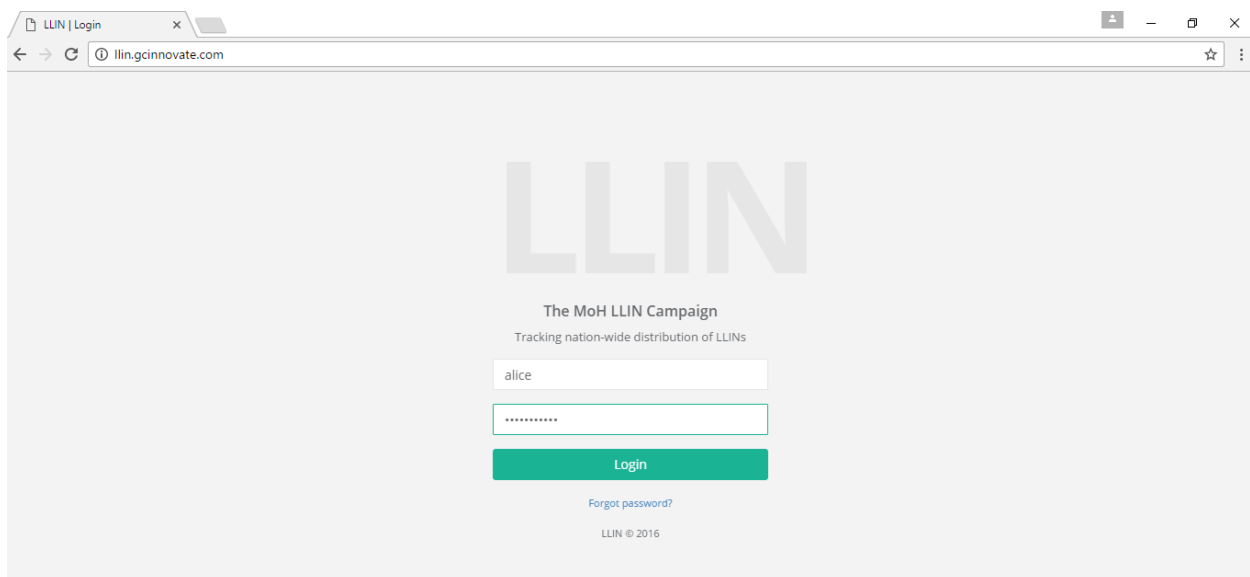 LLIN | Login
llin.gcinnovate.com
LLIN
The MoH LLIN Campaign
Tracking nation-wide distribution of LLINs
alice
•••••••••••
Login
Forgot password?
LLIN © 2016